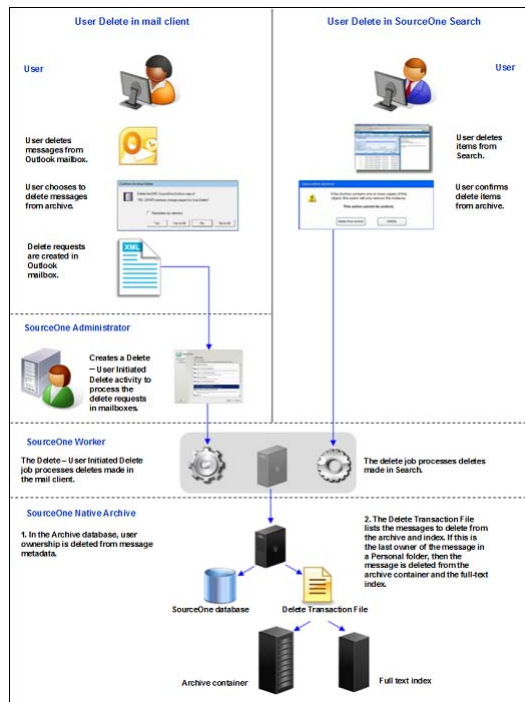 User Delete in mail client
User
User deletes
messages from
Outlook mailbox.
User chooses to
delete messages
from archive.
Delete requests
are created in
Outlook
mailbox.
XML
User Delete in SourceOne Search
User
User deletes
items from
Search.
User confirms
delete items
from archive.
SourceOne Administrator
Creates a Delete
– User Initiated
Delete activity to
process the
delete requests
in mailboxes.
SourceOne Worker
The Delete – User Initiated Delete
job processes deletes made in
the mail client.
The delete job processes deletes
made in Search.
SourceOne Native Archive
1. In the Archive database, user
ownership is deleted from message
metadata.
2. The Delete Transaction File
lists the messages to delete from
the archive and index. If this is
the last owner of the message in
a Personal folder, then the
message is deleted from the
archive container and the full-text
index.
SourceOne database
Delete Transaction File
Archive container
Full text index